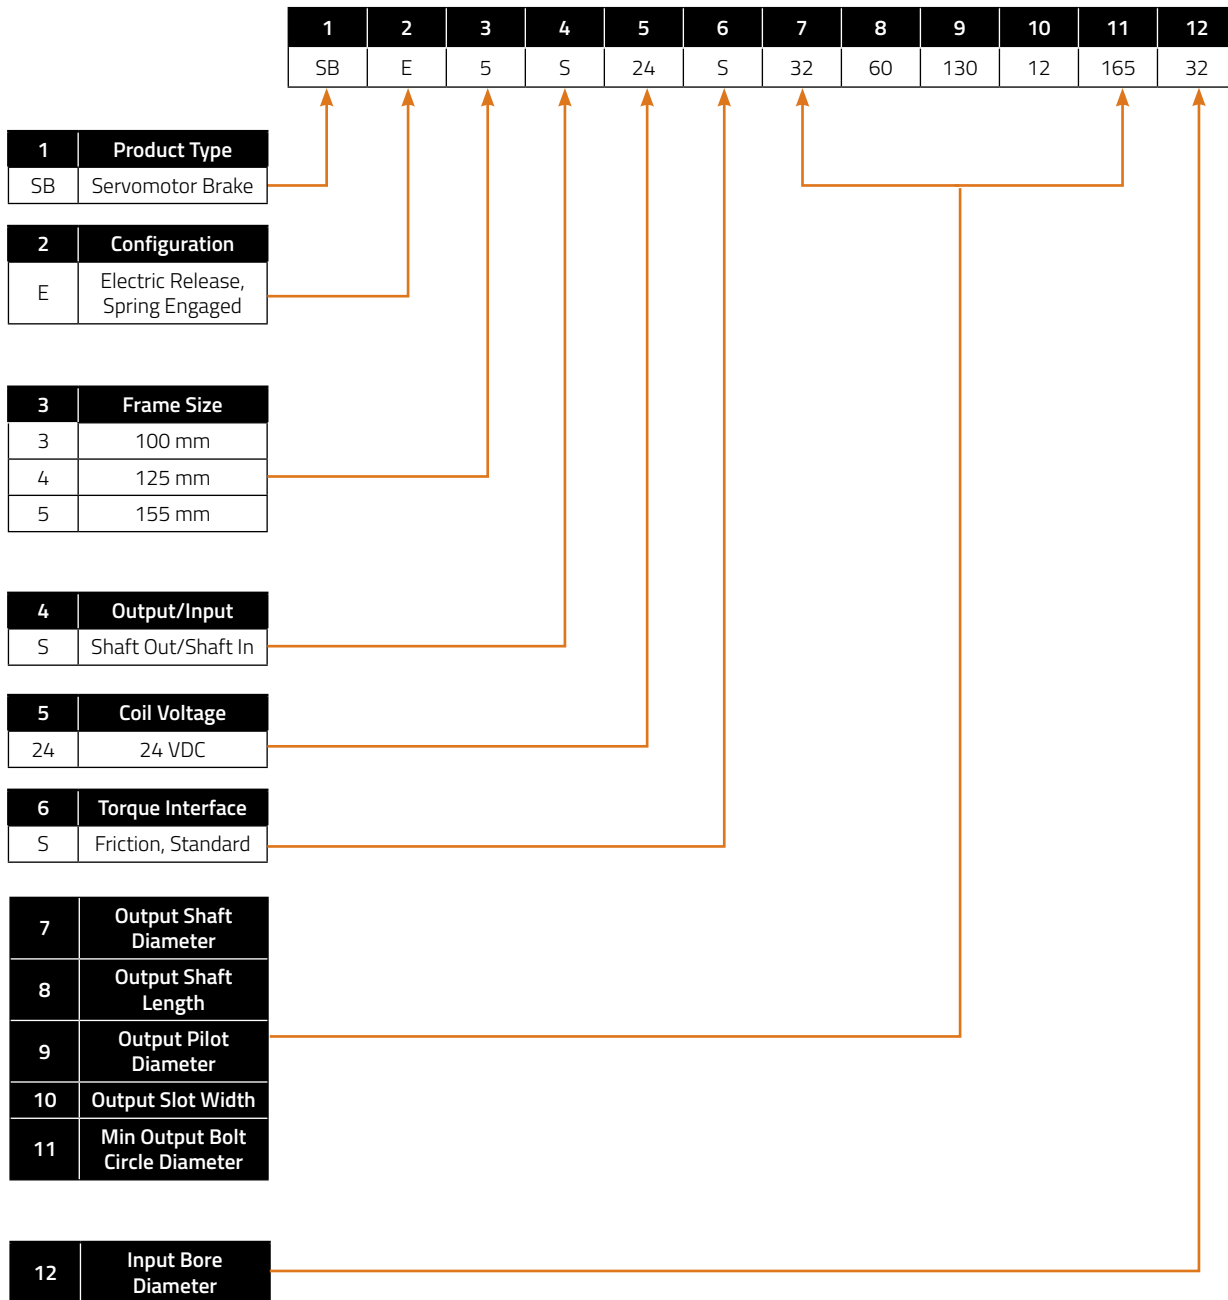 1 2 3 4 5 6 7 8 9 10 11 12
SB E 5 S 24 S 32 60 130 12 165 32
1 Product Type
SB Servomotor Brake
2 Configuration
E Electric Release,
Spring Engaged
3 Frame Size
3 100 mm
4 125 mm
5 155 mm
4 Output/Input
S Shaft Out/Shaft In
5 Coil Voltage
24 24 VDC
6 Torque Interface
S Friction, Standard
7 Output Shaft
Diameter
8 Output Shaft
Length
9 Output Pilot
Diameter
10 Output Slot Width
11 Min Output Bolt
Circle Diameter
12 Input Bore
Diameter